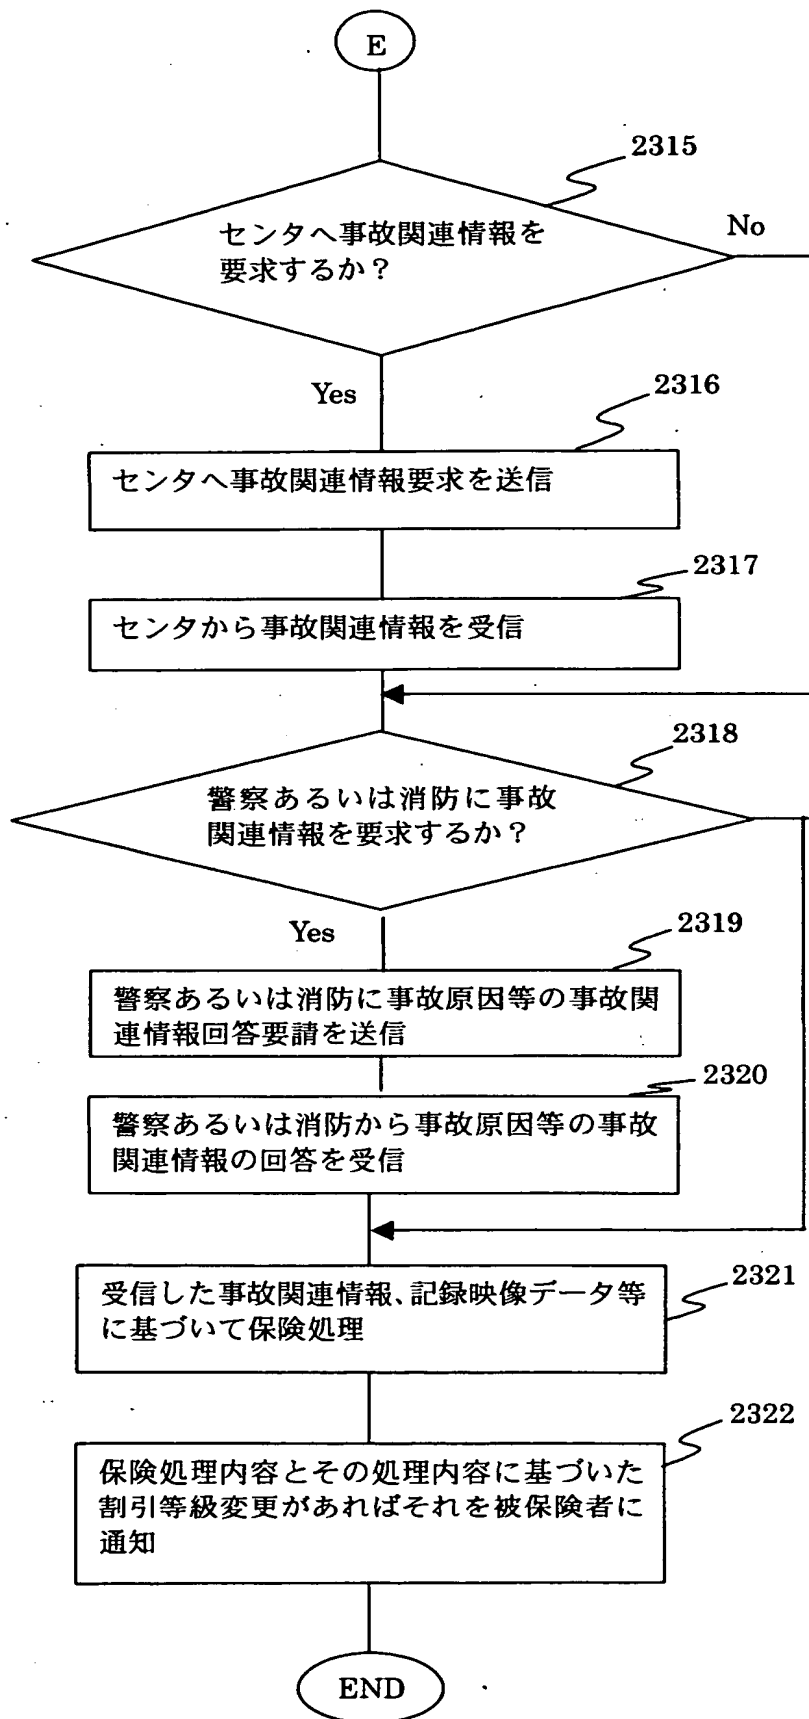 E
2315
センタへ事故関連情報を
要求するか？
No
Yes
2316
センタへ事故関連情報要求を送信
2317
センタから事故関連情報を受信
2318
警察あるいは消防に事故
関連情報を要求するか？
Yes
2319
警察あるいは消防に事故原因等の事故関
連情報回答要請を送信
2320
警察あるいは消防から事故原因等の事故
関連情報の回答を受信
2321
受信した事故関連情報、記録映像データ等
に基づいて保険処理
2322
保険処理内容とその処理内容に基づいた
割引等級変更があればそれを被保険者に
通知
END